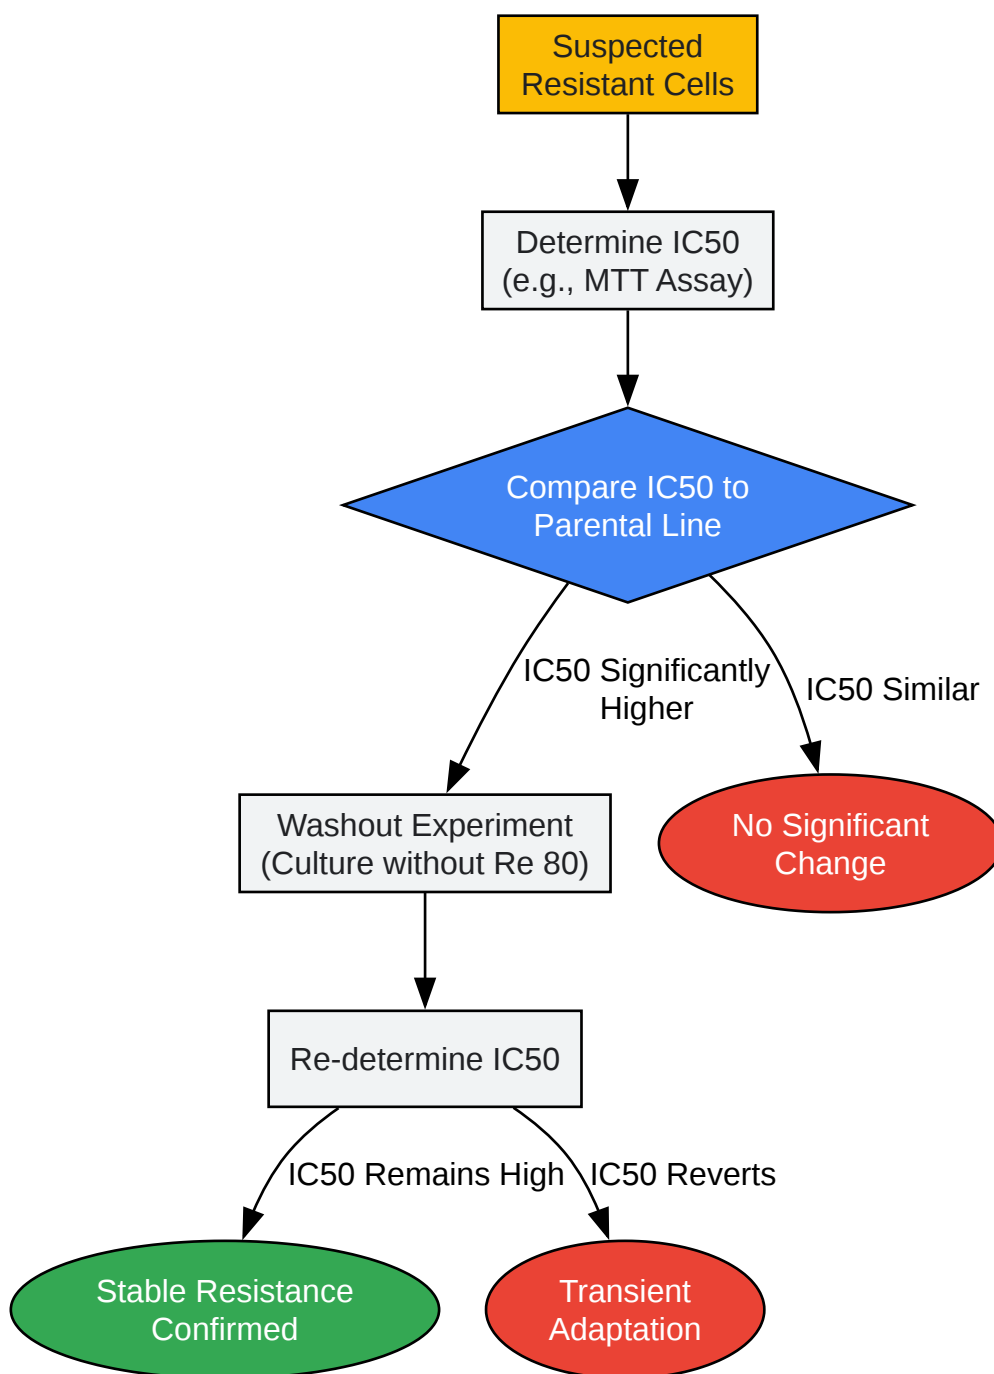 Suspected
Resistant Cells
Determine IC50
(e.g., MTT Assay)
Compare IC50 to
Parental Line
IC50 Significantly
Higher
IC50 Similar
Washout Experiment
(Culture without Re 80)
No Significant
Change
Re-determine IC50
IC50 Remains High
IC50 Reverts
Stable Resistance
Confirmed
Transient
Adaptation